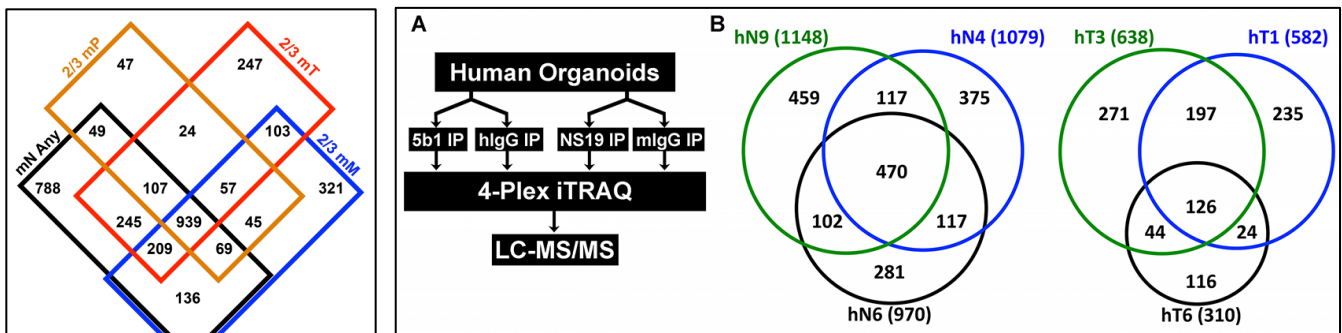 2/3 mP
2/3 mT
47
247
mN Any
49
24
103
2/3 mM
788
107
57
321
245
939
45
209
69
136
A
Human Organoids
5b1 IP
hIgG IP
NS19 IP
mIgG IP
4-Plex iTRAQ
LC-MS/MS
B
hN9 (1148)
hN4 (1079)
459
117
375
470
102
117
281
hN6 (970)
hT3 (638)
hT1 (582)
271
197
235
126
44
24
116
hT6 (310)